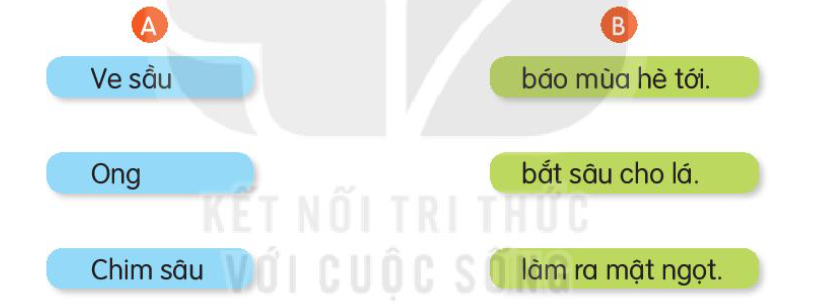 A B
Ve sầu báo mùa hè tới.
Ong bắt sâu cho lá.
KẾT NỐI TRI THỨC
Chim sâu làm ra mật ngọt.
VỚI CUỘC SỐNG